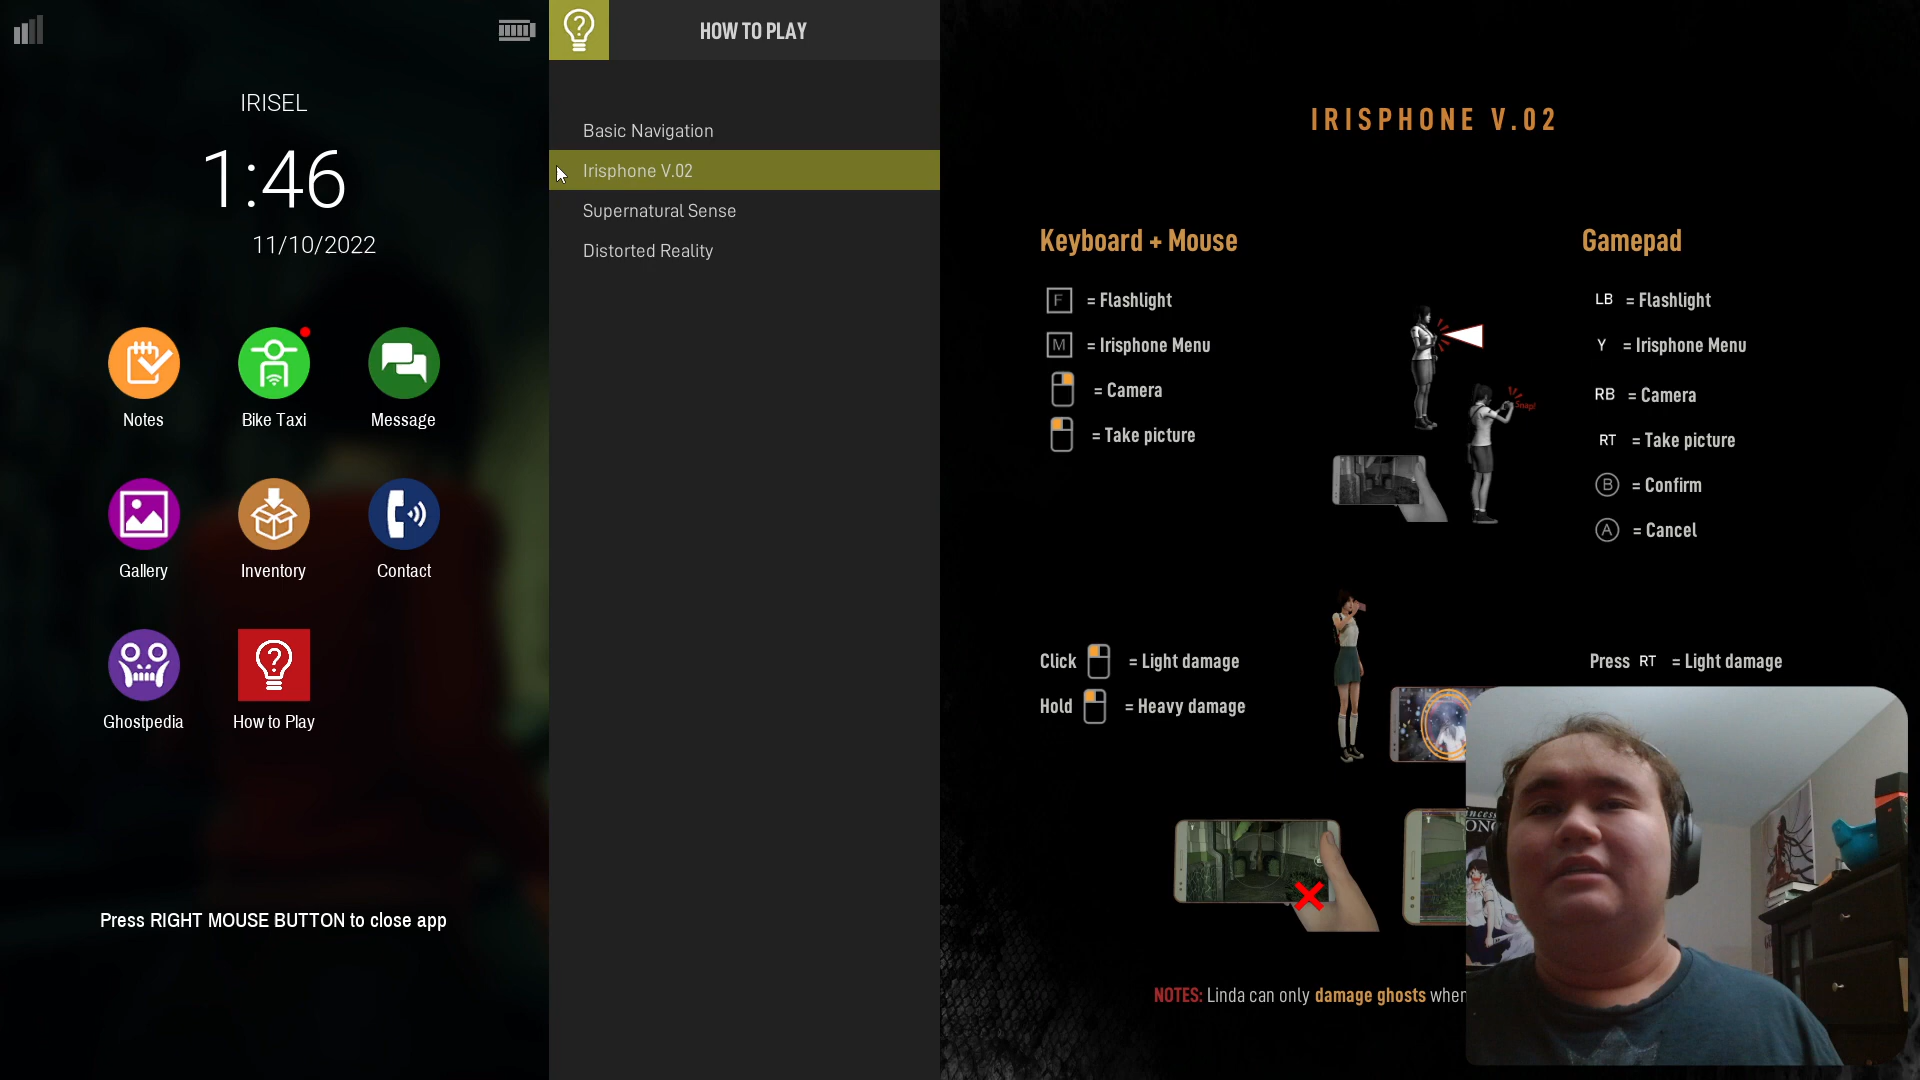 IRISEL
1:46
11/10/2022
Notes
Bike Taxi
Message
Gallery
Inventory
Contact
Ghostpedia
How to Play
Press RIGHT MOUSE BUTTON to close app
HOW TO PLAY
Basic Navigation
Irisphone V.02
Supernatural Sense
Distorted Reality
IRISPHONE V.02
Keyboard + Mouse
F = Flashlight
M = Irisphone Menu
= Camera
= Take picture
Snap!
Gamepad
LB = Flashlight
Y = Irisphone Menu
RB = Camera
RT = Take picture
B = Confirm
A = Cancel
Click = Light damage
Hold = Heavy damage
Press RT = Light damage
NOTES: Linda can only damage ghosts when